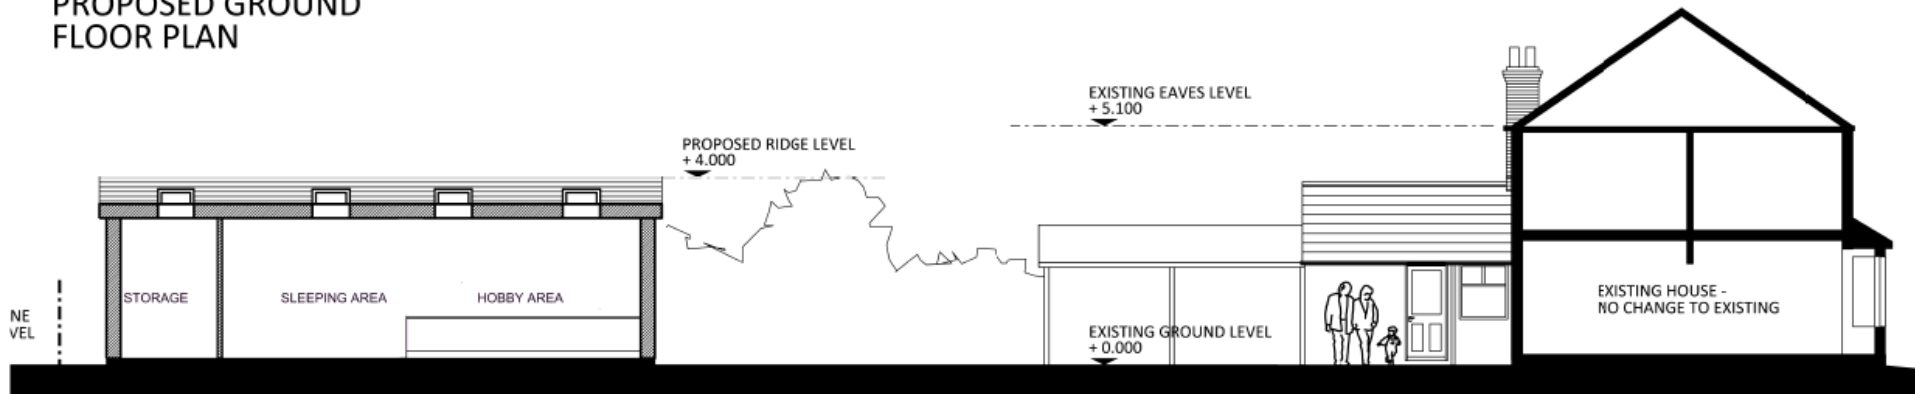 PROPOSED GROUND
FLOOR PLAN
EXISTING EAVES LEVEL
+ 5.100
PROPOSED RIDGE LEVEL
+ 4.000
STORAGE
SLEEPING AREA
HOBBY AREA
EXISTING HOUSE -
NO CHANGE TO EXISTING
NE
VEL
EXISTING GROUND LEVEL
+ 0.000